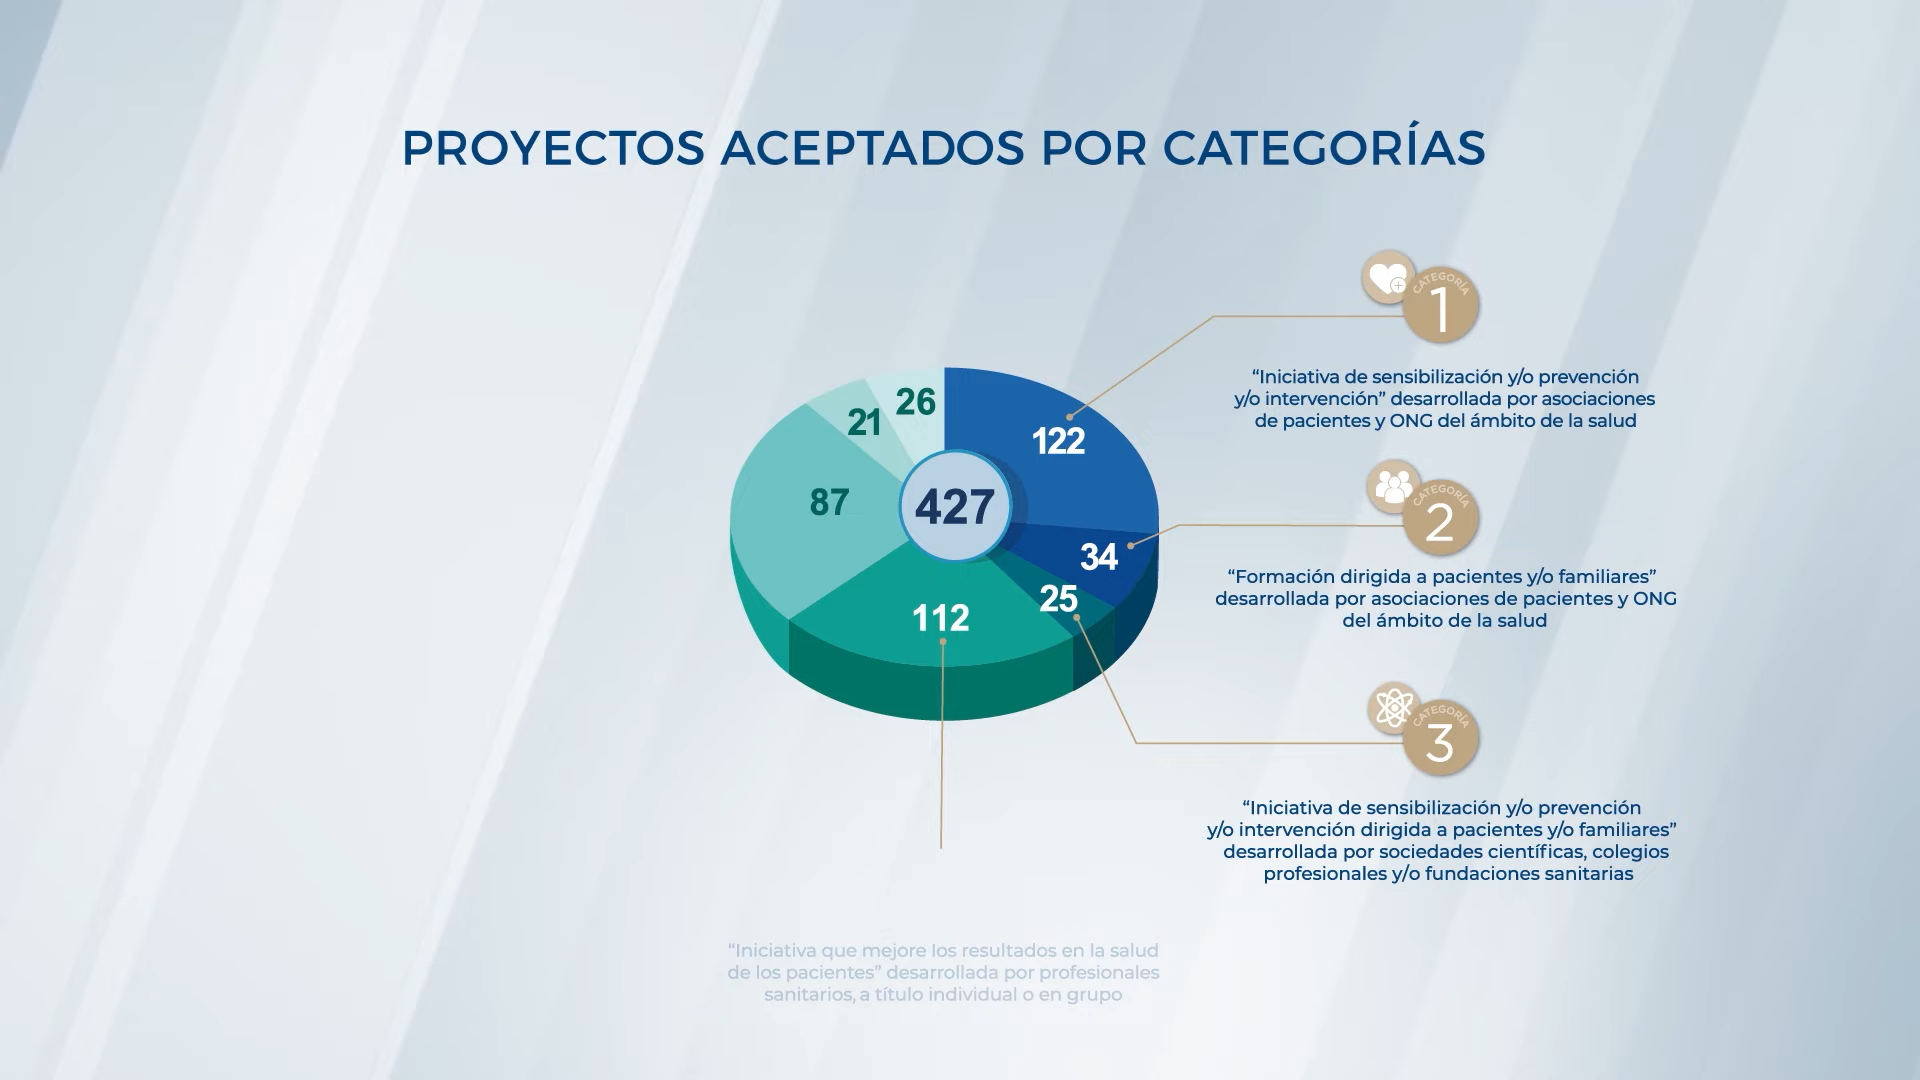 PROYECTOS ACEPTADOS POR CATEGORÍAS
26
21
122
87
427
34
25
112
CATEGORÍA
1
“Iniciativa de sensibilización y/o prevención
y/o intervención” desarrollada por asociaciones
de pacientes y ONG del ámbito de la salud
CATEGORÍA
2
“Formación dirigida a pacientes y/o familiares”
desarrollada por asociaciones de pacientes y ONG
del ámbito de la salud
CATEGORÍA
3
“Iniciativa de sensibilización y/o prevención
y/o intervención dirigida a pacientes y/o familiares”
desarrollada por sociedades científicas, colegios
profesionales y/o fundaciones sanitarias
“Iniciativa que mejore los resultados en la salud
de los pacientes” desarrollada por profesionales
sanitarios, a título individual o en grupo